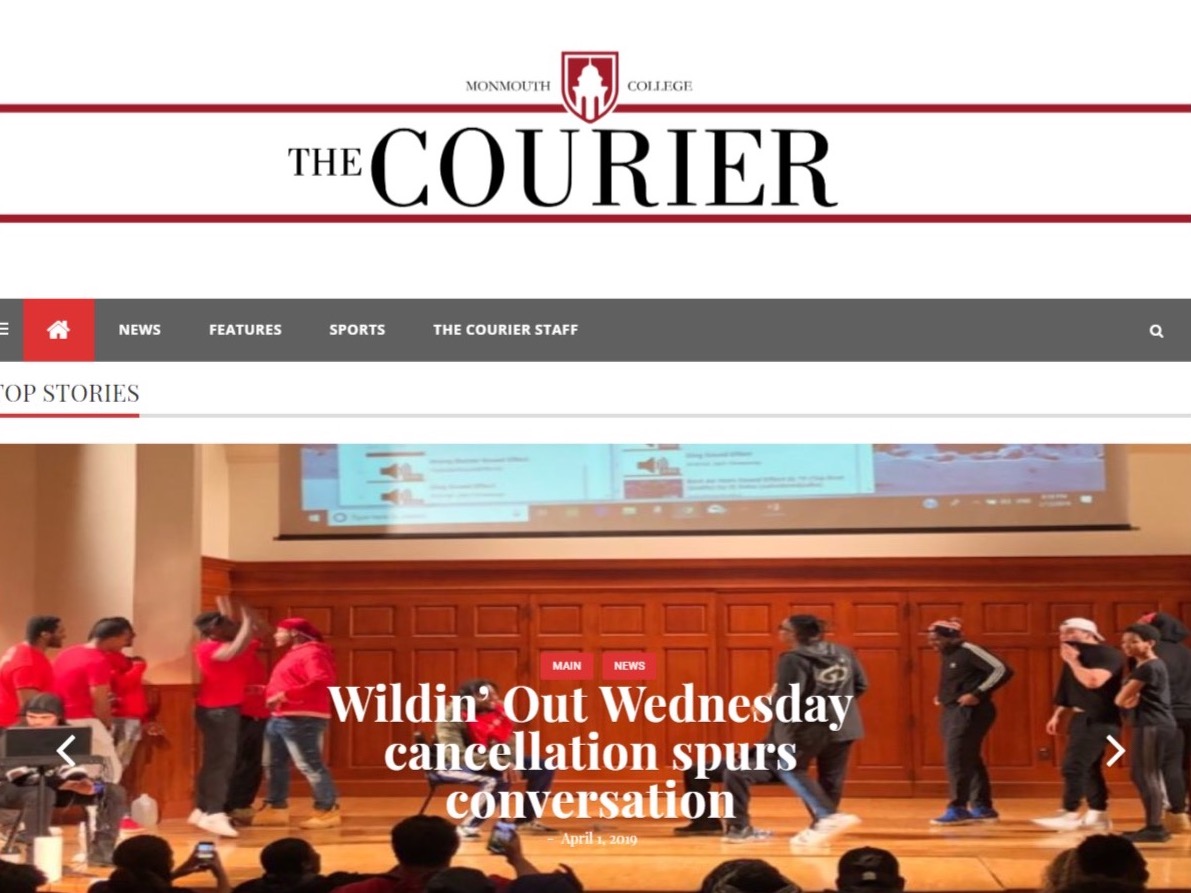 MONMOUTH COLLEGE
THE COURIER
NEWS FEATURES SPORTS THE COURIER STAFF
TOP STORIES
MAIN NEWS
Wildin' Out Wednesday
cancellation spurs
conversation
- April 1, 2019